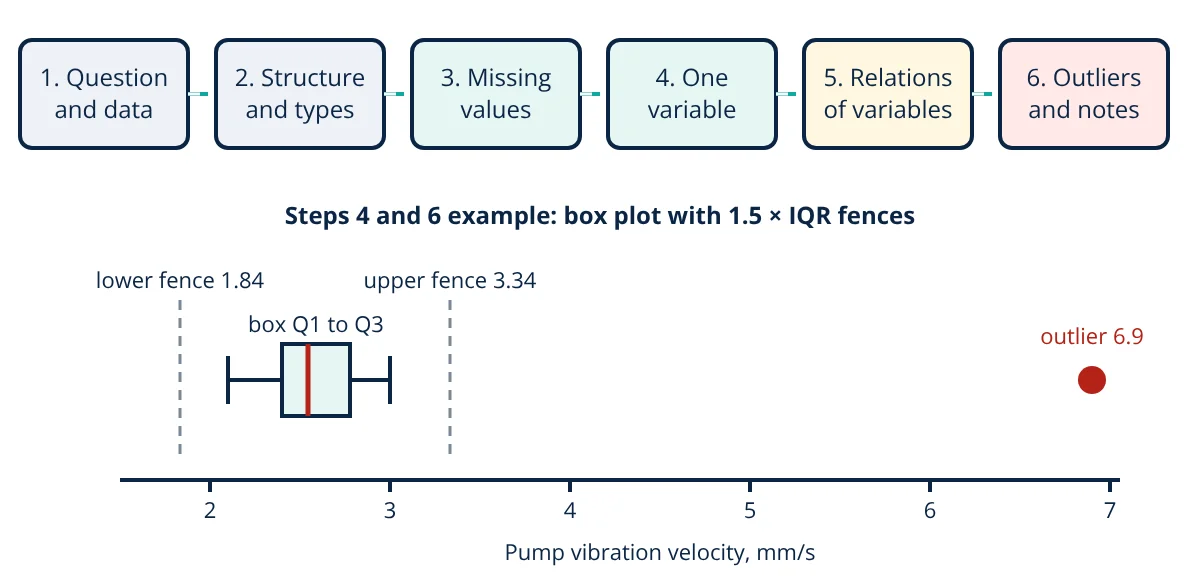 1. Question
and data
2. Structure
and types
3. Missing
values
4. One
variable
5. Relations
of variables
6. Outliers
and notes
Steps 4 and 6 example: box plot with 1.5 × IQR fences
lower fence 1.84
upper fence 3.34
box Q1 to Q3
outlier 6.9
2 3 4 5 6 7
Pump vibration velocity, mm/s